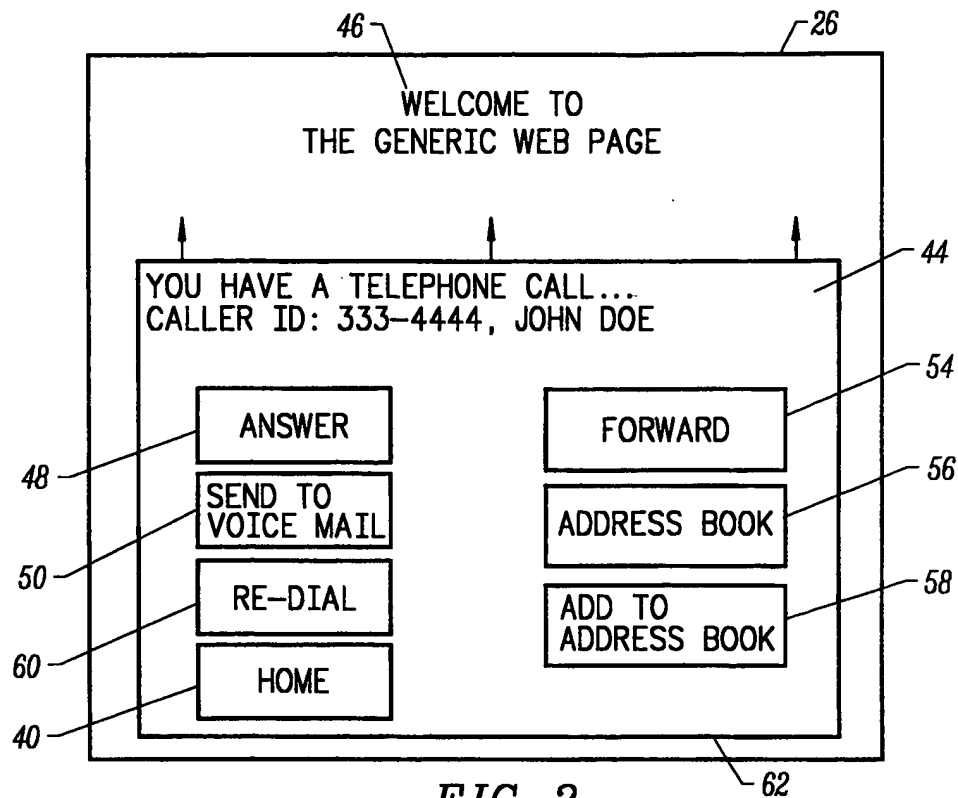 46
26
WELCOME TO
THE GENERIC WEB PAGE
44
YOU HAVE A TELEPHONE CALL...
CALLER ID: 333-4444, JOHN DOE
54
ANSWER
FORWARD
48
56
SEND TO
VOICE MAIL
ADDRESS BOOK
50
58
RE-DIAL
ADD TO
ADDRESS BOOK
60
HOME
40
62